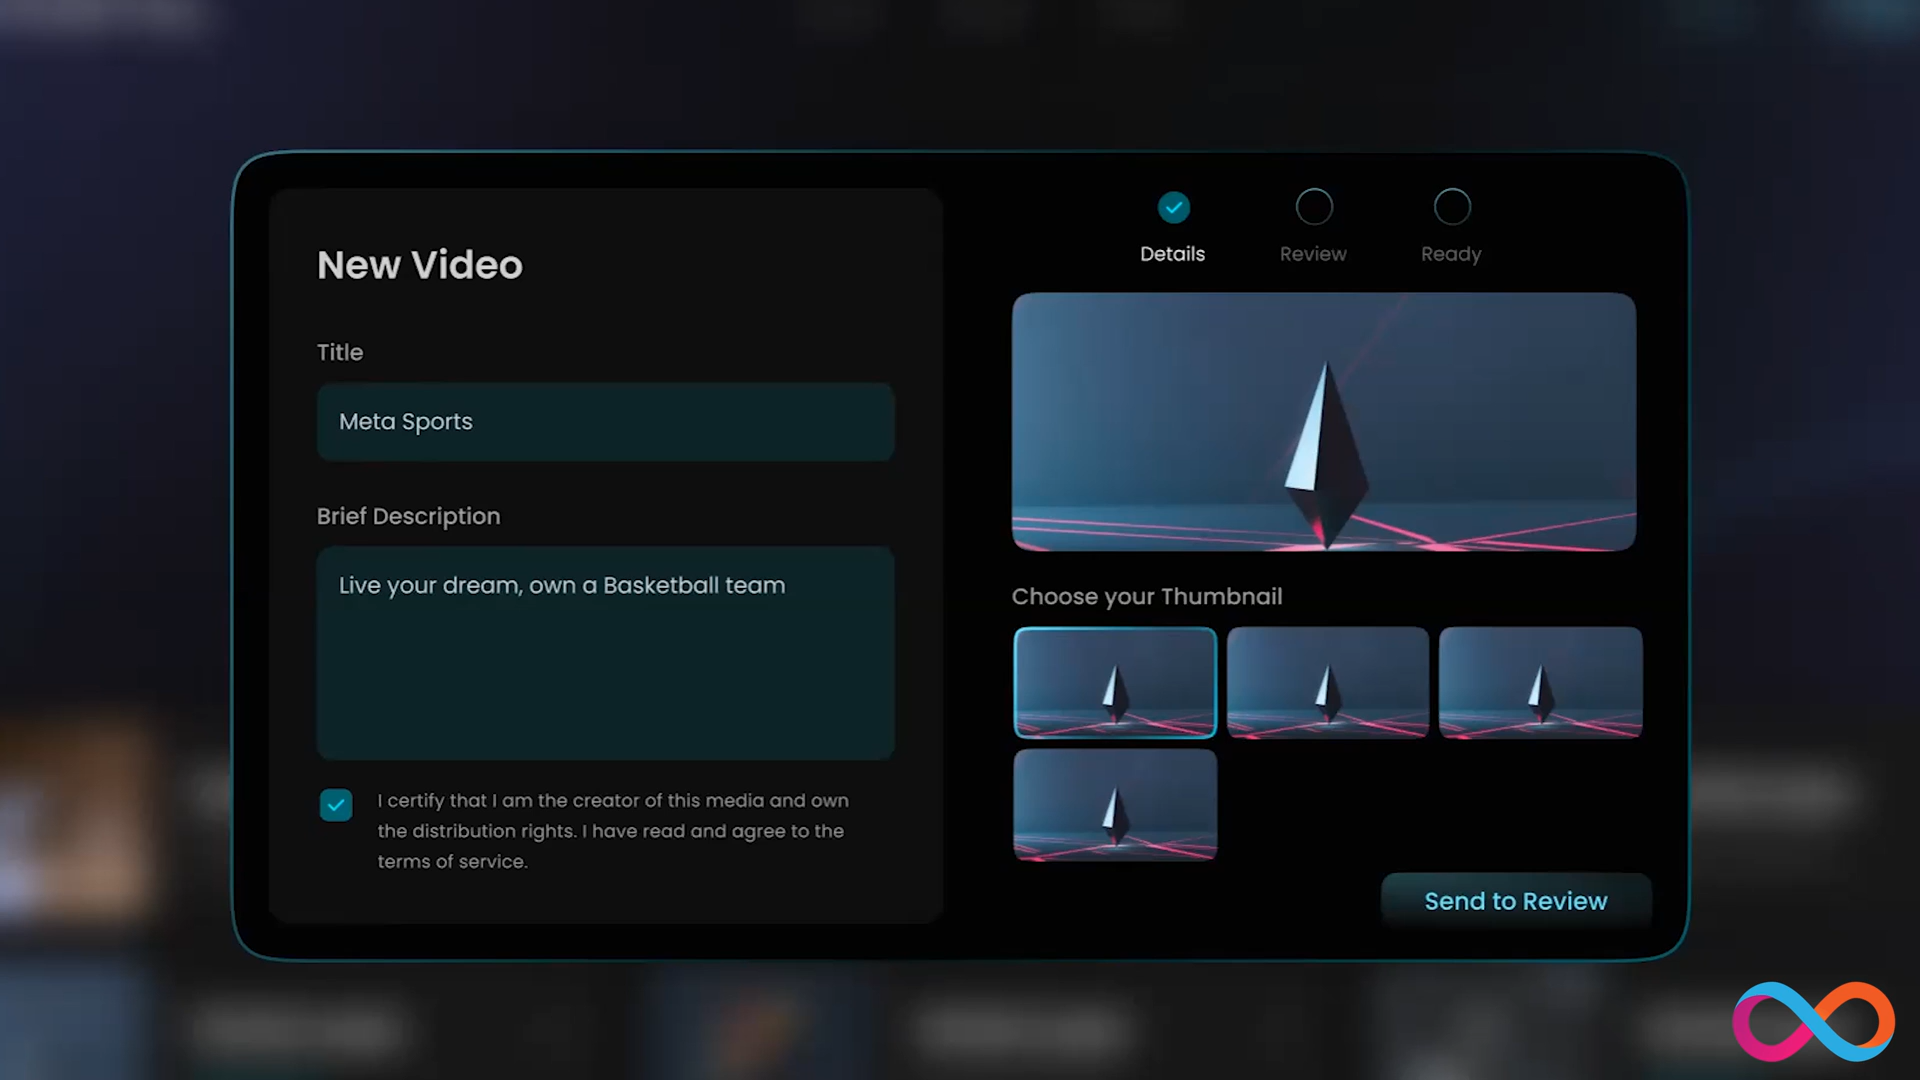 New Video
Title
Meta Sports
Brief Description
Live your dream, own a Basketball team
I certify that I am the creator of this media and own
the distribution rights. I have read and agree to the
terms of service.
Details
Review
Ready
Choose your Thumbnail
Send to Review